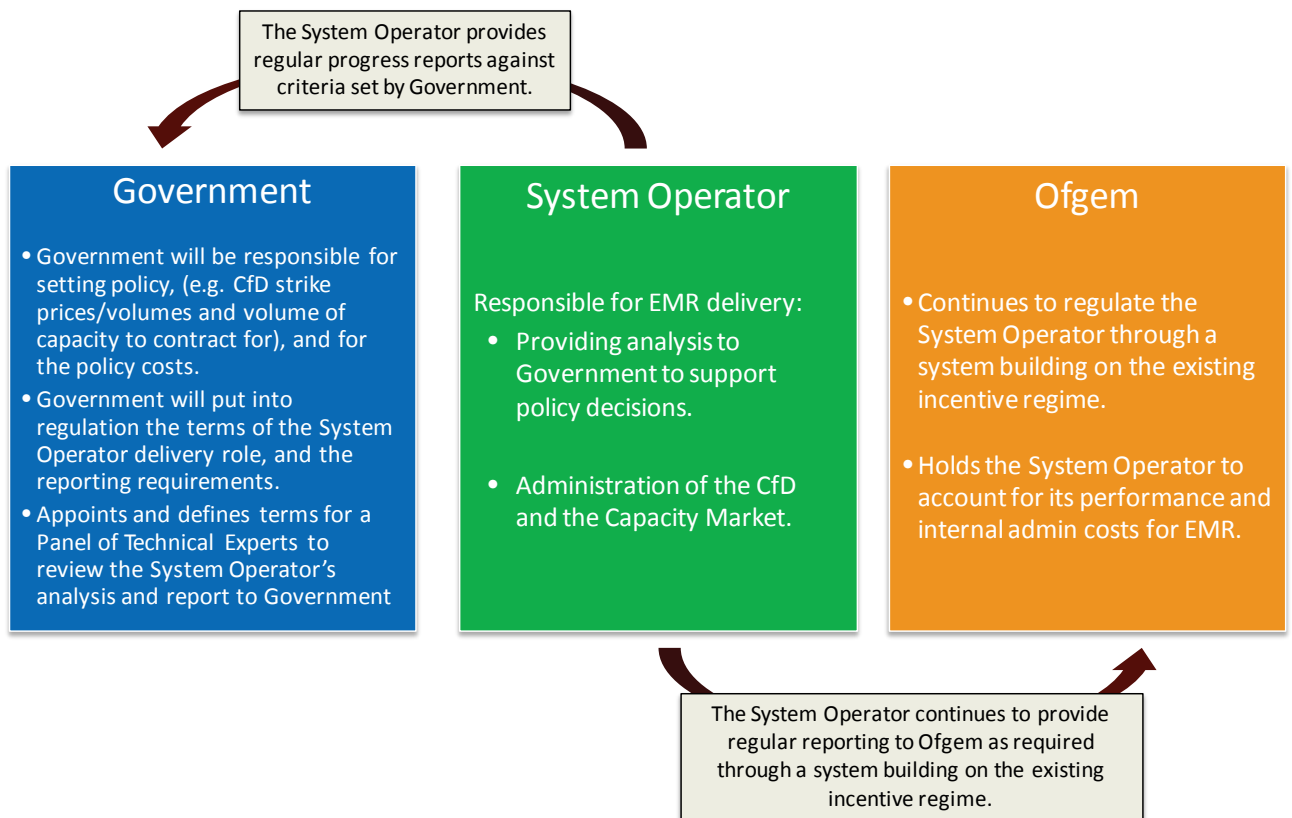 The System Operator provides
regular progress reports against
criteria set by Government.
Government
• Government will be responsible for
setting policy, (e.g. CfD strike
prices/volumes and volume of
capacity to contract for), and for
the policy costs.
• Government will put into
regulation the terms of the System
Operator delivery role, and the
reporting requirements.
• Appoints and defines terms for a
Panel of Technical Experts to
review the System Operator's
analysis and report to Government
System Operator
Responsible for EMR delivery:
• Providing analysis to
Government to support
policy decisions.
• Administration of the CfD
and the Capacity Market.
Ofgem
• Continues to regulate the
System Operator through a
system building on the existing
incentive regime.
• Holds the System Operator to
account for its performance and
internal admin costs for EMR.
The System Operator continues to provide
regular reporting to Ofgem as required
through a system building on the existing
incentive regime.